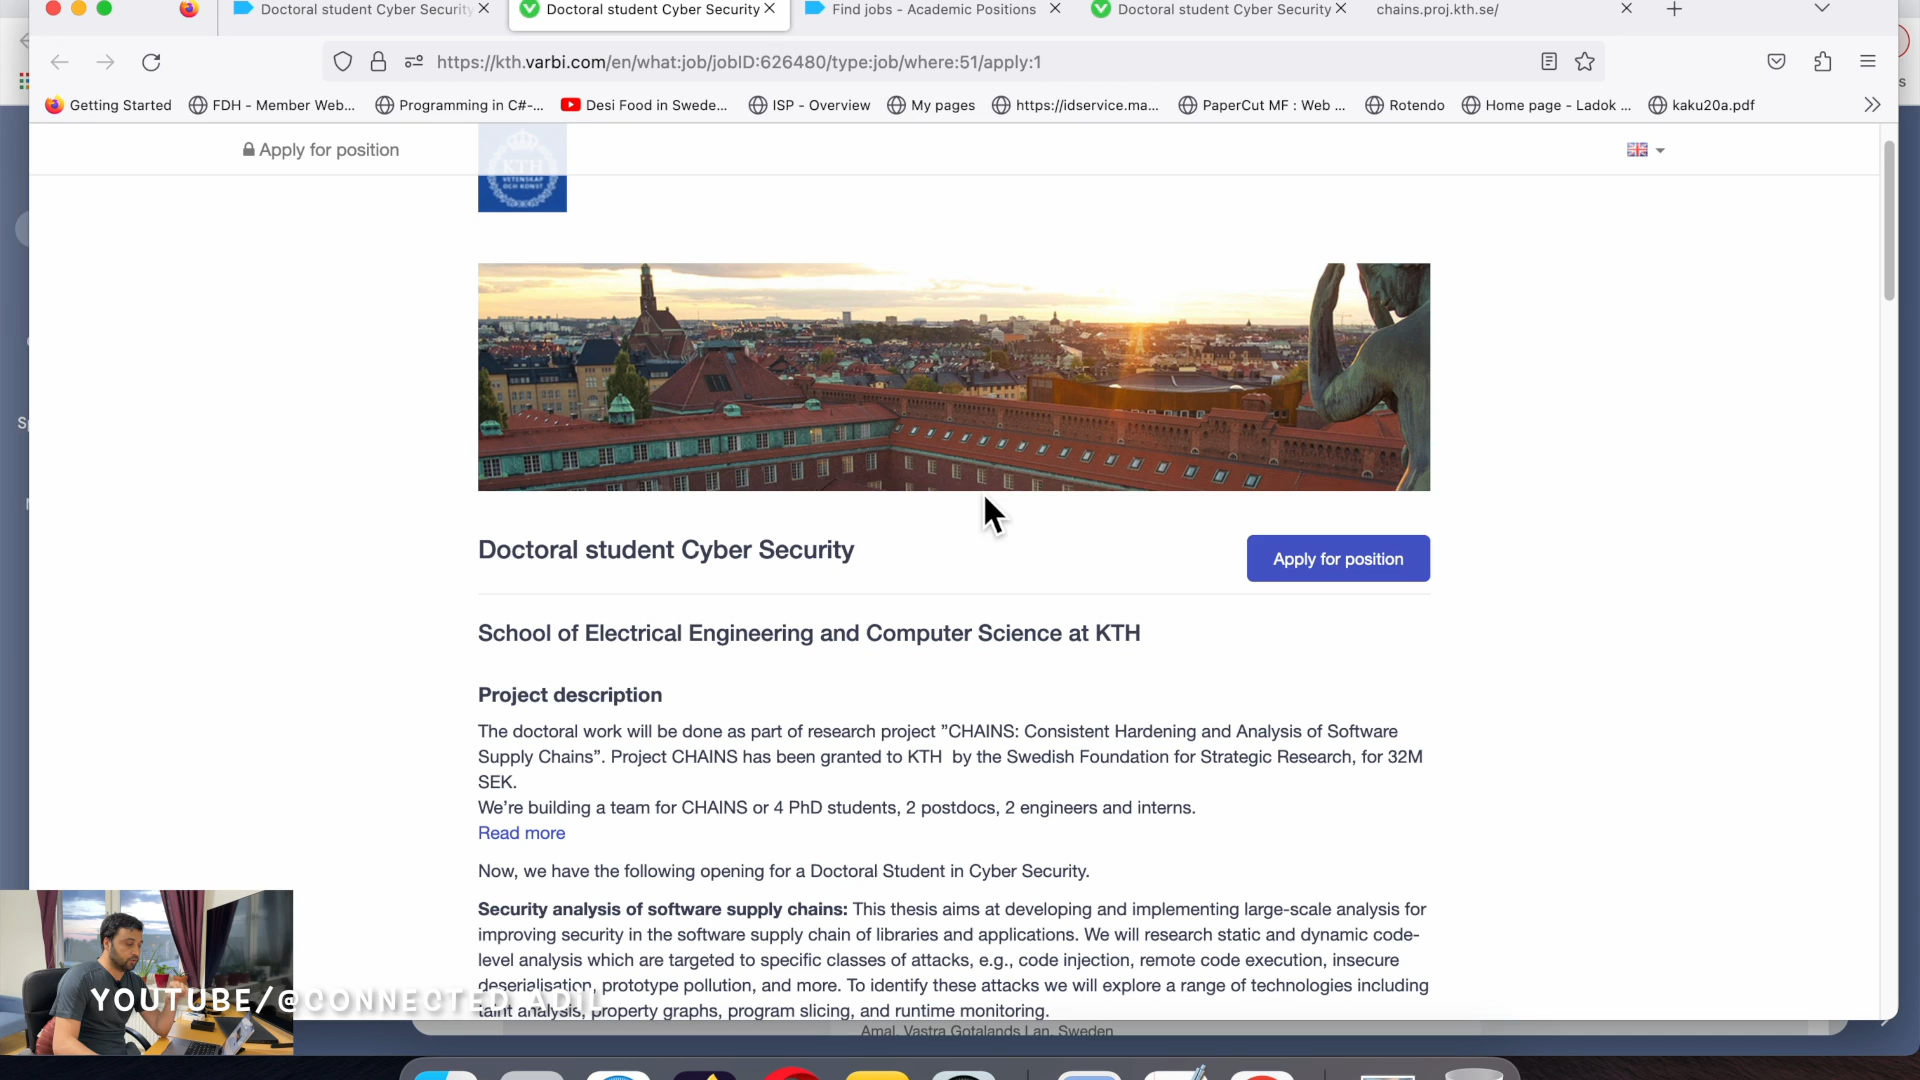 Doctoral student Cyber Security
Doctoral student Cyber Security
Find jobs - Academic Positions
Doctoral student Cyber Security
chains.proj.kth.se/
https://kth.varbi.com/en/what:job/jobID:626480/type:job/where:51/apply:1
Getting Started
FDH - Member Web...
Programming in C#-...
Desi Food in Swede...
ISP - Overview
My pages
https://idservice.ma...
PaperCut MF : Web ...
Rotendo
Home page - Ladok ...
kaku20a.pdf
Apply for position
KTH
VETENSKAP
OCH KONST
Doctoral student Cyber Security
Apply for position
School of Electrical Engineering and Computer Science at KTH
Project description
The doctoral work will be done as part of research project ”CHAINS: Consistent Hardening and Analysis of Software
Supply Chains”. Project CHAINS has been granted to KTH by the Swedish Foundation for Strategic Research, for 32M
SEK.
We’re building a team for CHAINS or 4 PhD students, 2 postdocs, 2 engineers and interns.
Read more
Now, we have the following opening for a Doctoral Student in Cyber Security.
Security analysis of software supply chains: This thesis aims at developing and implementing large-scale analysis for
improving security in the software supply chain of libraries and applications. We will research static and dynamic code-
level analysis which are targeted to specific classes of attacks, e.g., code injection, remote code execution, insecure
deserialisation, prototype pollution, and more. To identify these attacks we will explore a range of technologies including
taint analysis, property graphs, program slicing, and runtime monitoring.
YOUTUBE/@CONNECTED_ADIL
Amal, Vastra Gotalands Lan, Sweden